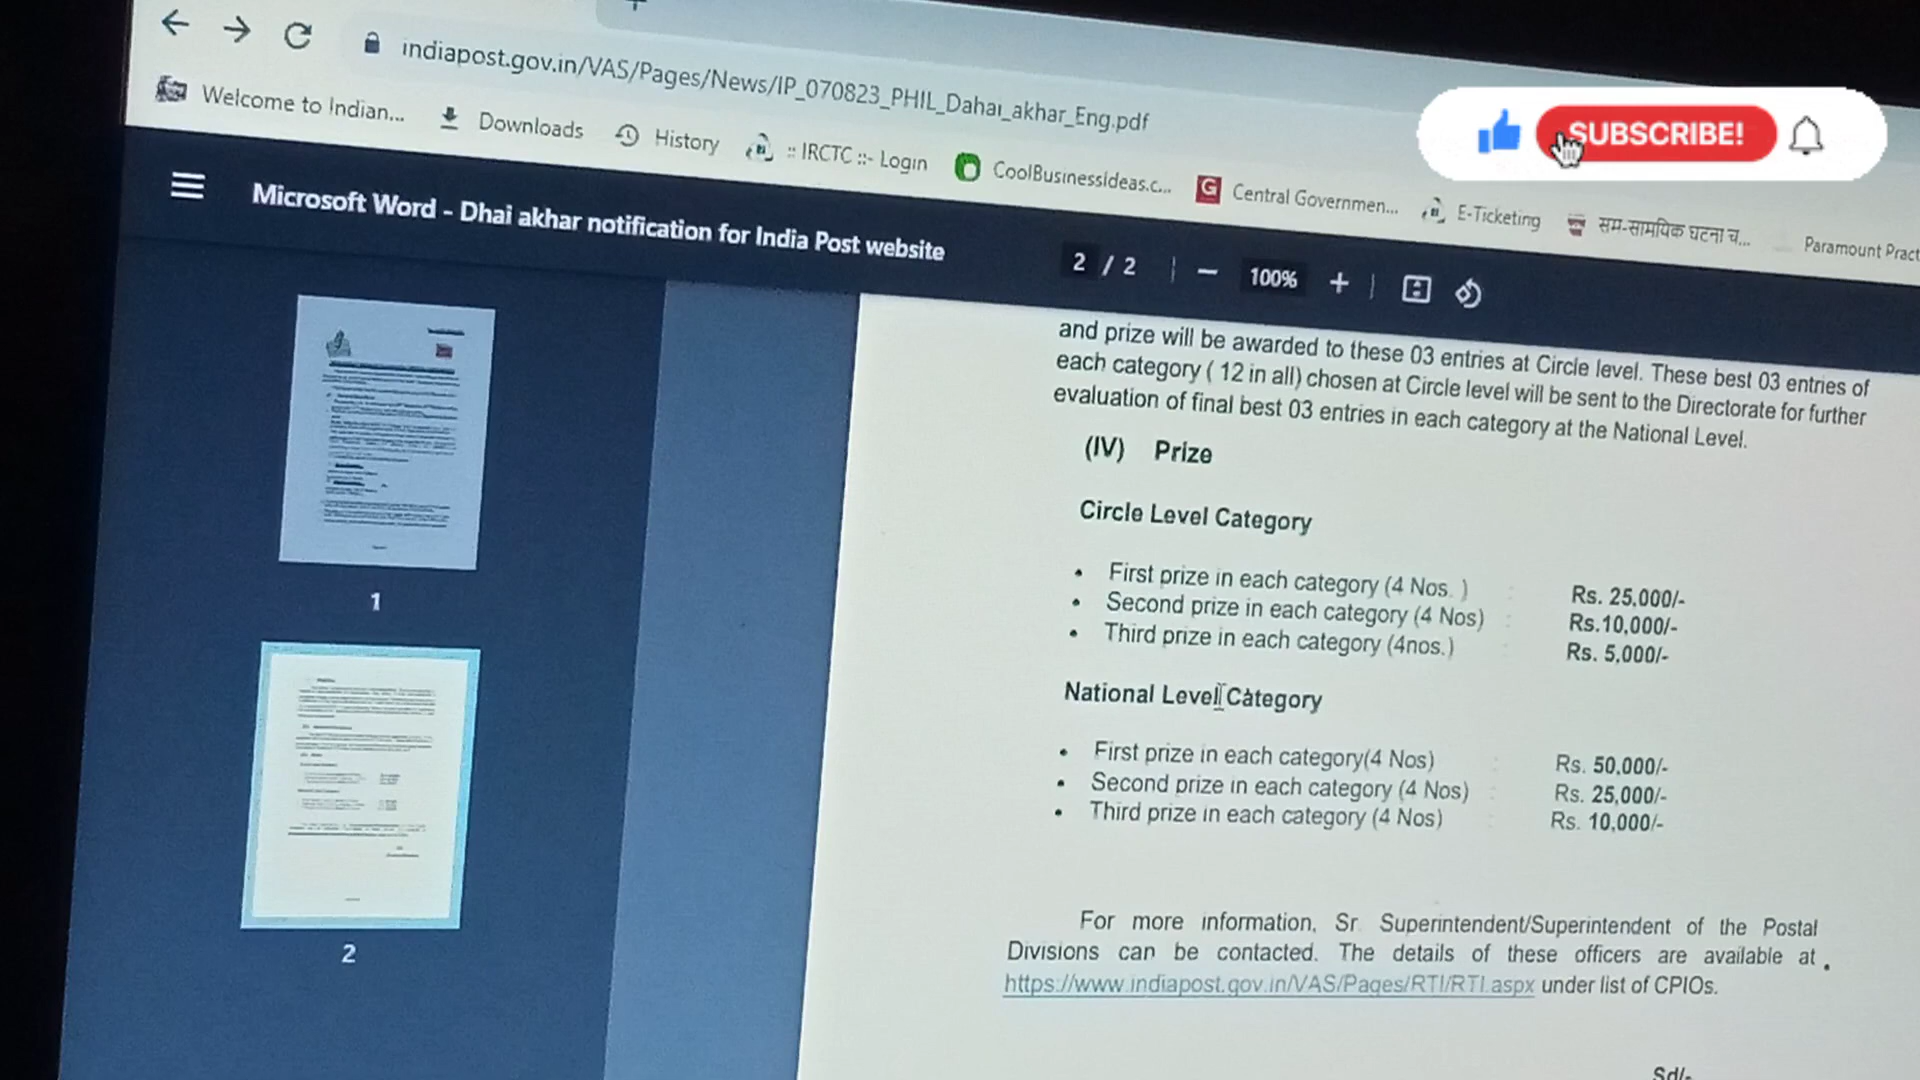 indiapost.gov.in/VAS/Pages/News/IP_070823_PHIL_Dahai_akhar_Eng.pdf
Welcome to Indian...
Downloads
History
:: IRCTC ::- Login
CoolBusinessIdeas.c...
Central Governmen...
E-Ticketing
सम-सामयिक घटना च...
Paramount Pract
SUBSCRIBE!
Microsoft Word - Dhai akhar notification for India Post website
2 / 2
100%
1
2
and prize will be awarded to these 03 entries at Circle level. These best 03 entries of
each category ( 12 in all) chosen at Circle level will be sent to the Directorate for further
evaluation of final best 03 entries in each category at the National Level.
(IV) Prize
Circle Level Category
• First prize in each category (4 Nos. ) : Rs. 25,000/-
• Second prize in each category (4 Nos) : Rs.10,000/-
• Third prize in each category (4nos.) : Rs. 5,000/-
National Level Category
• First prize in each category(4 Nos) : Rs. 50,000/-
• Second prize in each category (4 Nos) : Rs. 25,000/-
• Third prize in each category (4 Nos) : Rs. 10,000/-
For more information, Sr. Superintendent/Superintendent of the Postal
Divisions can be contacted. The details of these officers are available at
https://www.indiapost.gov.in/VAS/Pages/RTI/RTI.aspx under list of CPIOs.
Sd/-